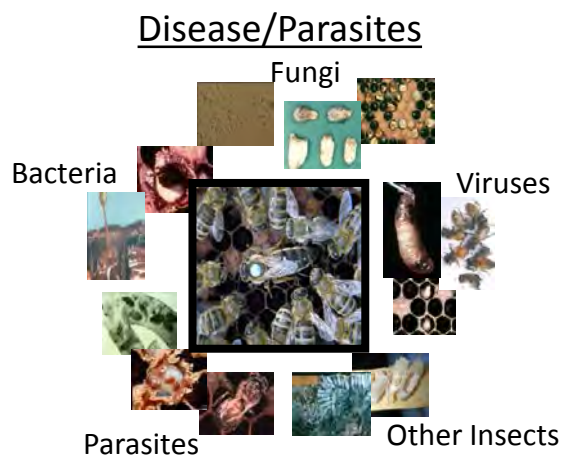 Disease/Parasites
Fungi
Bacteria
Viruses
Parasites
Other Insects